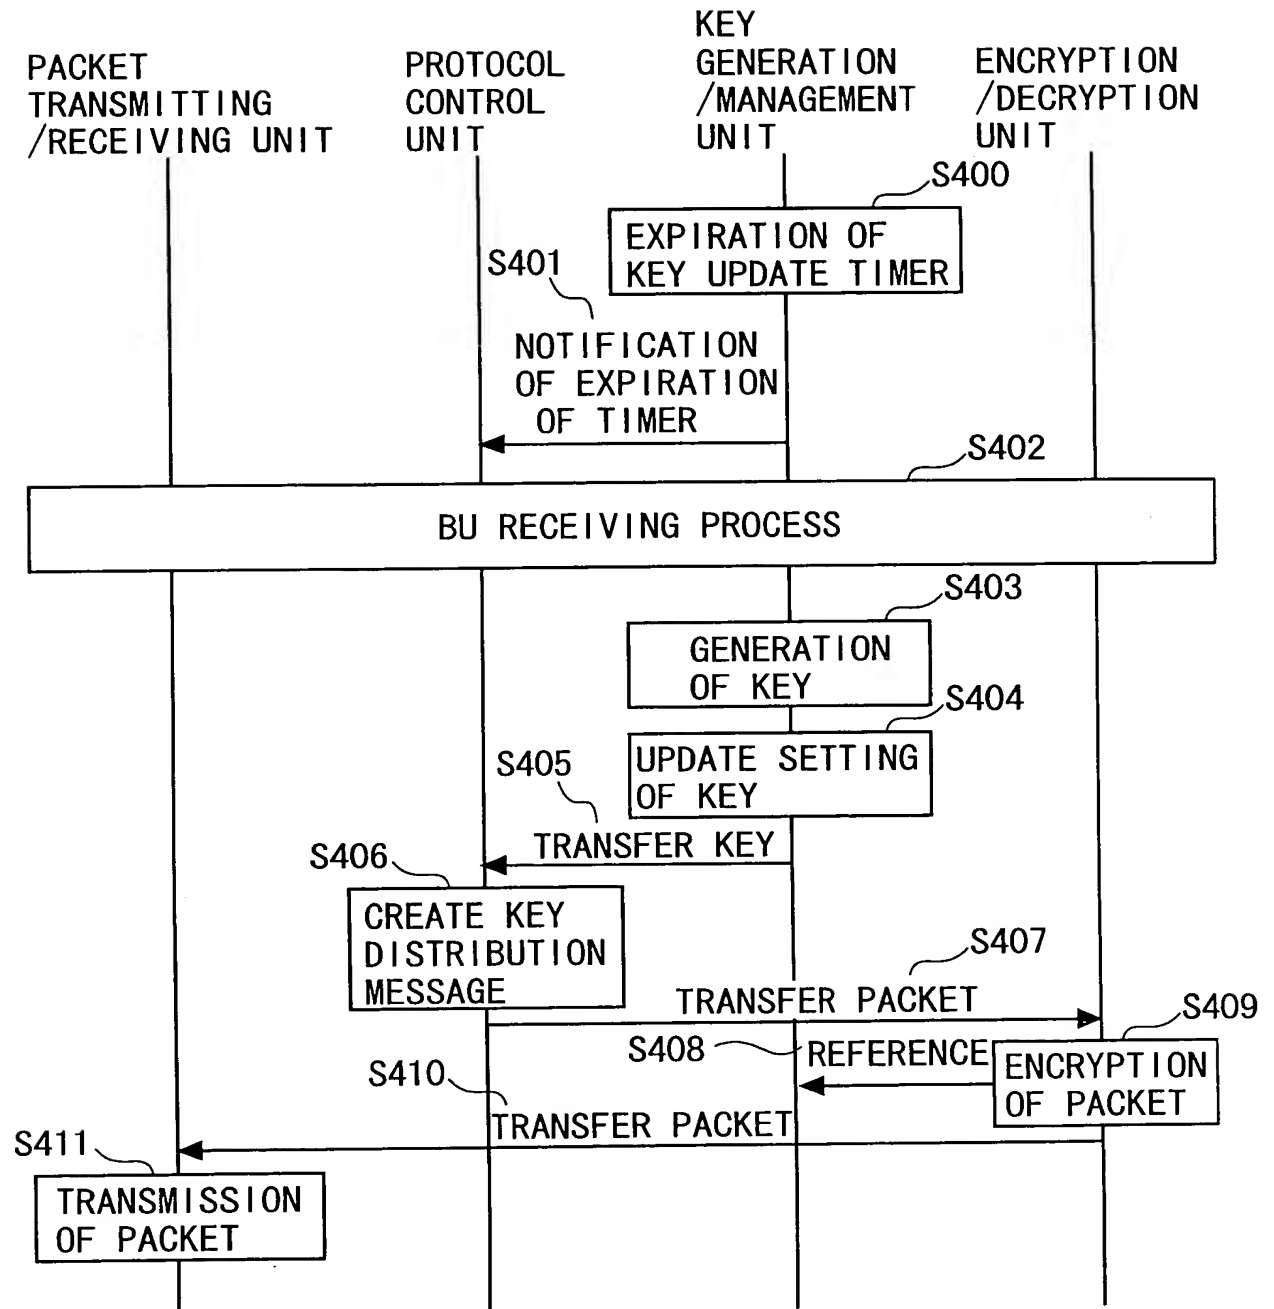 PACKET
TRANSMITTING
/RECEIVING UNIT
PROTOCOL
CONTROL
UNIT
KEY
GENERATION
/MANAGEMENT
UNIT
ENCRYPTION
/DECRYPTION
UNIT
S400
EXPIRATION OF
KEY UPDATE TIMER
S401
NOTIFICATION
OF EXPIRATION
OF TIMER
S402
BU RECEIVING PROCESS
S403
GENERATION
OF KEY
S404
UPDATE SETTING
OF KEY
S405
TRANSFER KEY
S406
CREATE KEY
DISTRIBUTION
MESSAGE
S407
TRANSFER PACKET
S408
REFERENCE
S409
ENCRYPTION
OF PACKET
S410
TRANSFER PACKET
S411
TRANSMISSION
OF PACKET